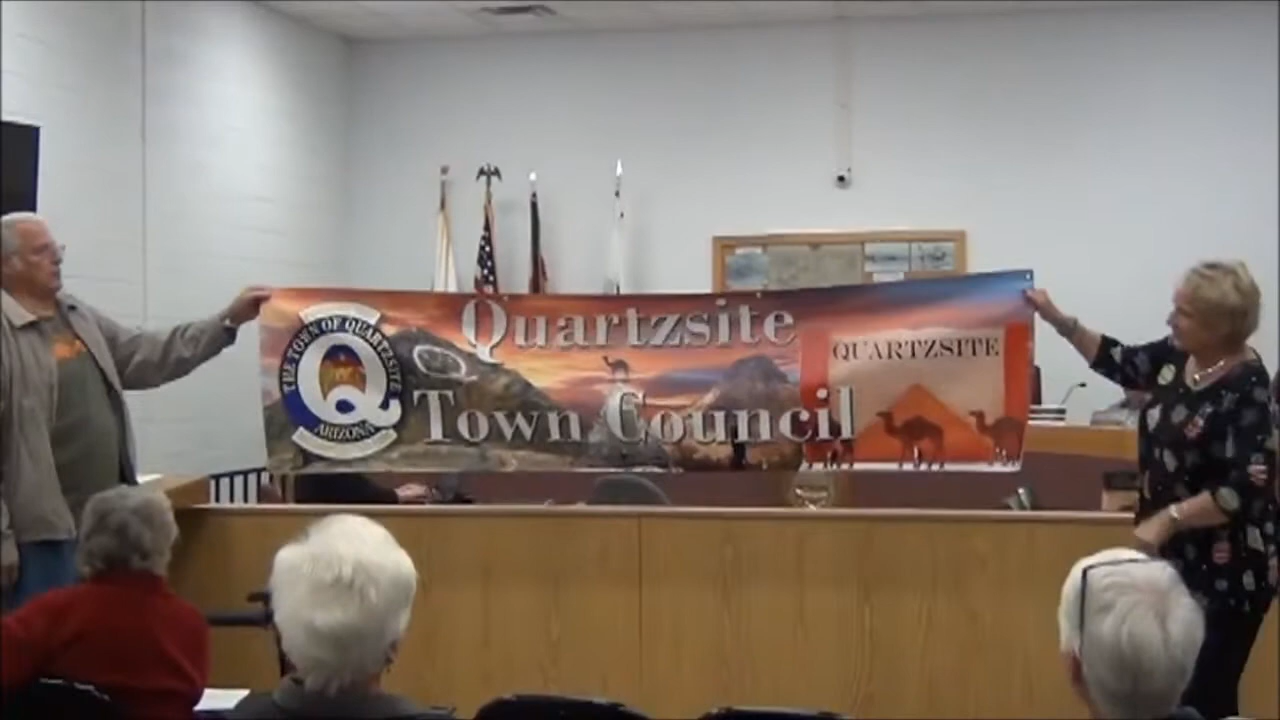 THE TOWN OF QUARTZSITE
Q
ARIZONA
Quartzsite
Town Council
QUARTZSITE